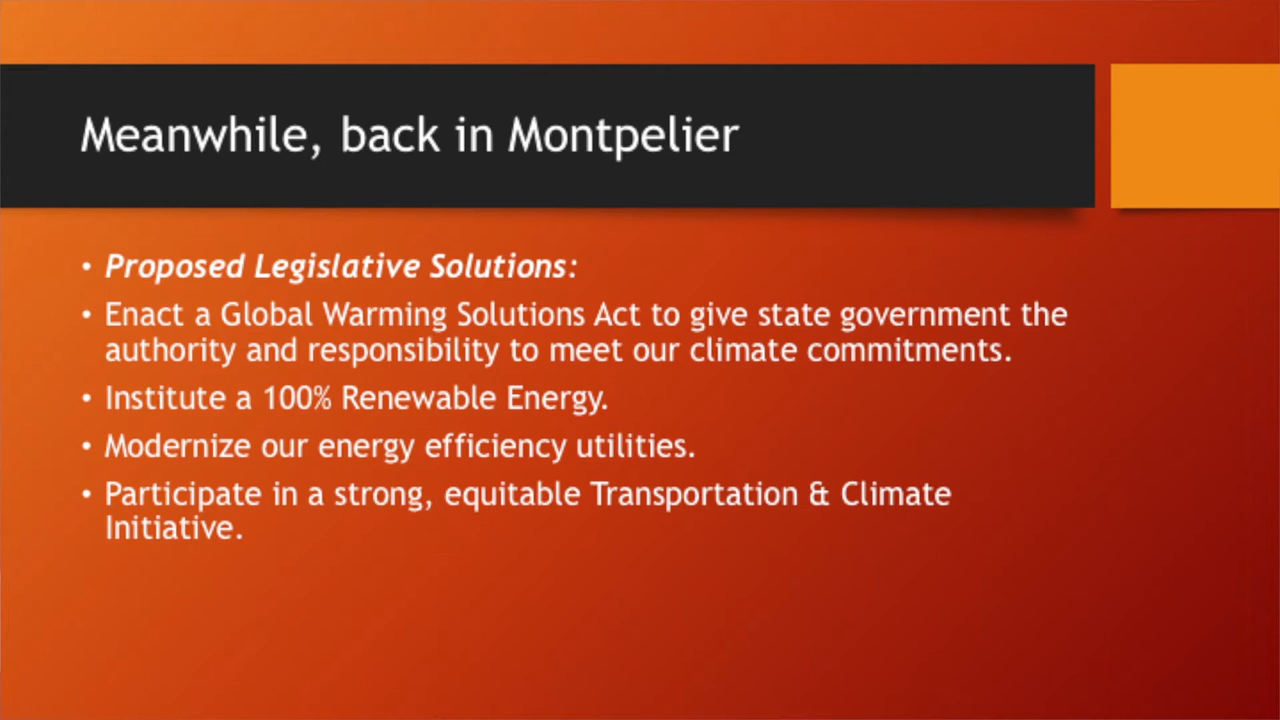 Meanwhile, back in Montpelier
• Proposed Legislative Solutions:
• Enact a Global Warming Solutions Act to give state government the
authority and responsibility to meet our climate commitments.
• Institute a 100% Renewable Energy.
• Modernize our energy efficiency utilities.
• Participate in a strong, equitable Transportation & Climate
Initiative.